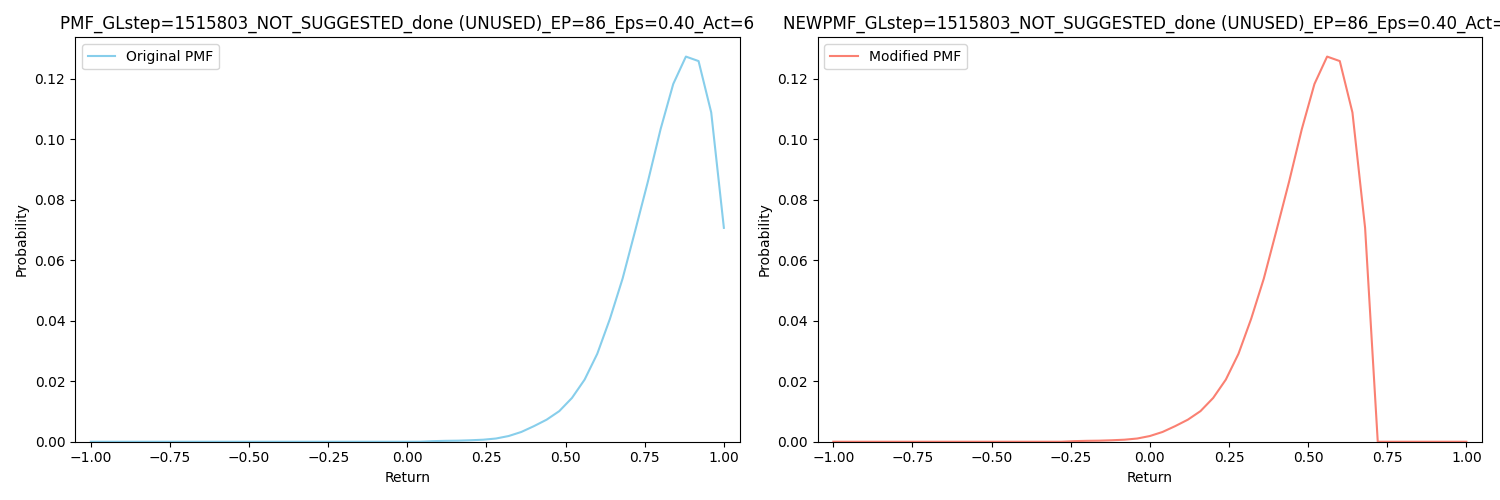 PMF_GLstep=1515803_NOT_SUGGESTED_done (UNUSED)_EP=86_Eps=0.40_Act=6
Original PMF
0.12
0.10
0.08
0.06
0.04
0.02
0.00
Probability
−1.00 −0.75 −0.50 −0.25 0.00 0.25 0.50 0.75 1.00
Return
NEWPMF_GLstep=1515803_NOT_SUGGESTED_done (UNUSED)_EP=86_Eps=0.40_Act=
Modified PMF
0.12
0.10
0.08
0.06
0.04
0.02
0.00
Probability
−1.00 −0.75 −0.50 −0.25 0.00 0.25 0.50 0.75 1.00
Return